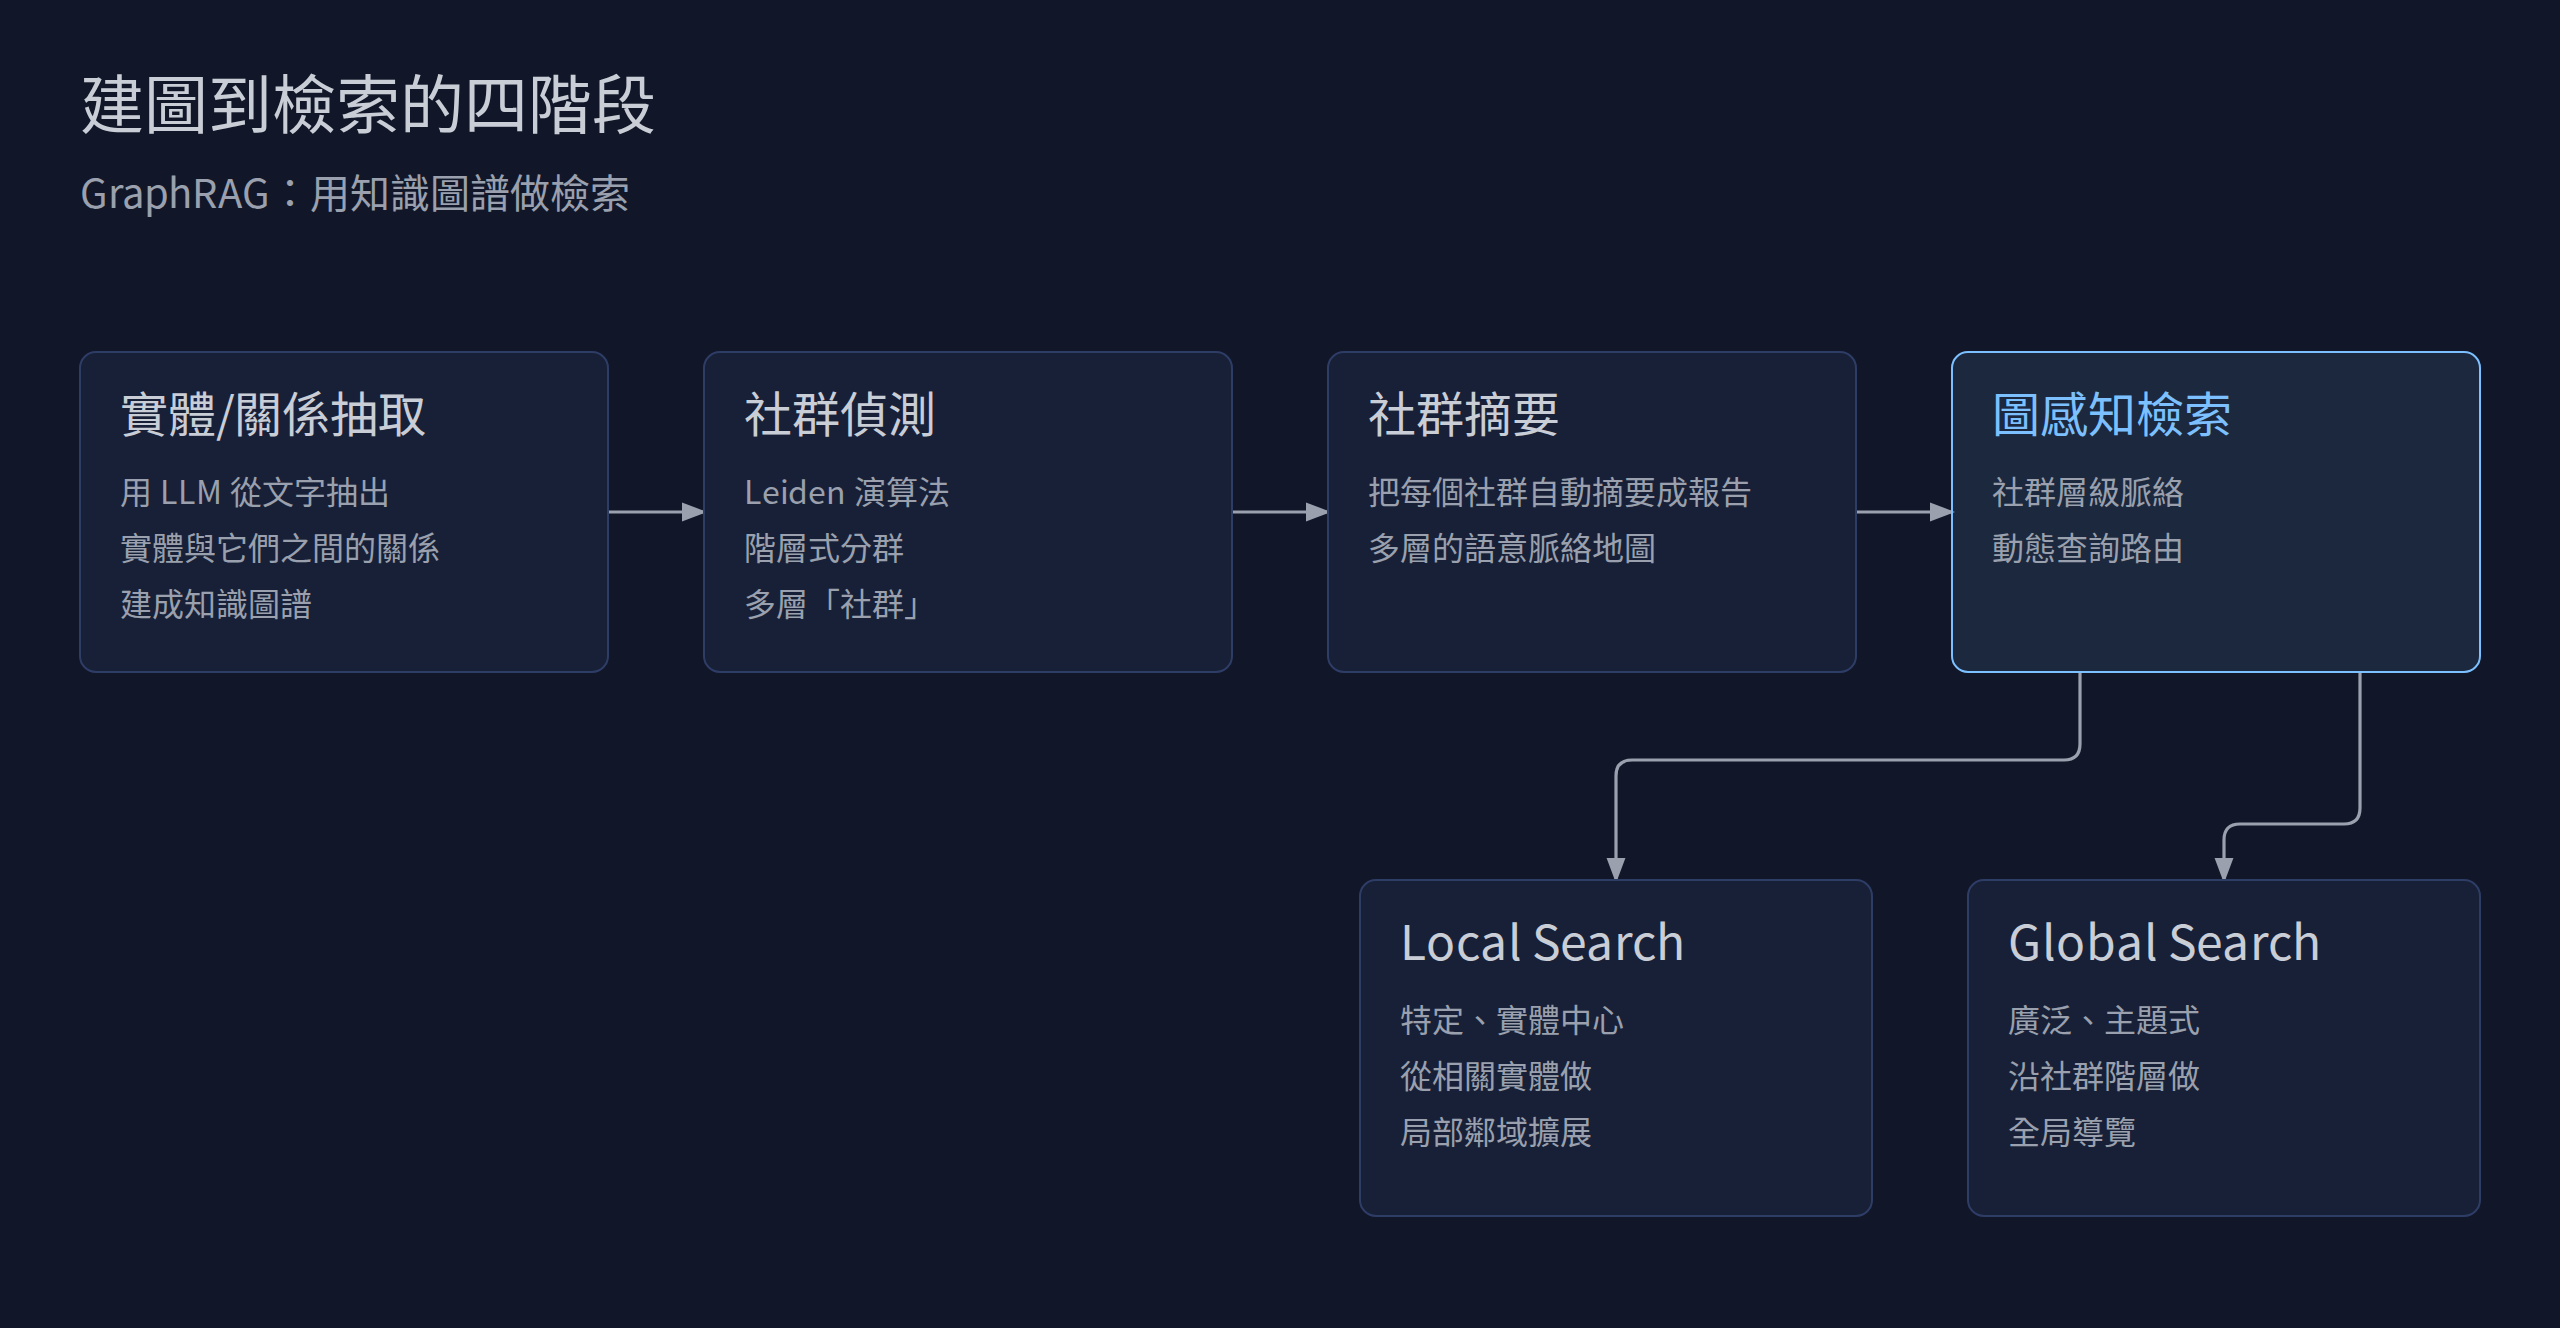 建圖到檢索的四階段
GraphRAG：用知識圖譜做檢索
實體/關係抽取
用 LLM 從文字抽出
實體與它們之間的關係
建成知識圖譜
社群偵測
Leiden 演算法
階層式分群
多層「社群」
社群摘要
把每個社群自動摘要成報告
多層的語意脈絡地圖
圖感知檢索
社群層級脈絡
動態查詢路由
Local Search
特定、實體中心
從相關實體做
局部鄰域擴展
Global Search
廣泛、主題式
沿社群階層做
全局導覽